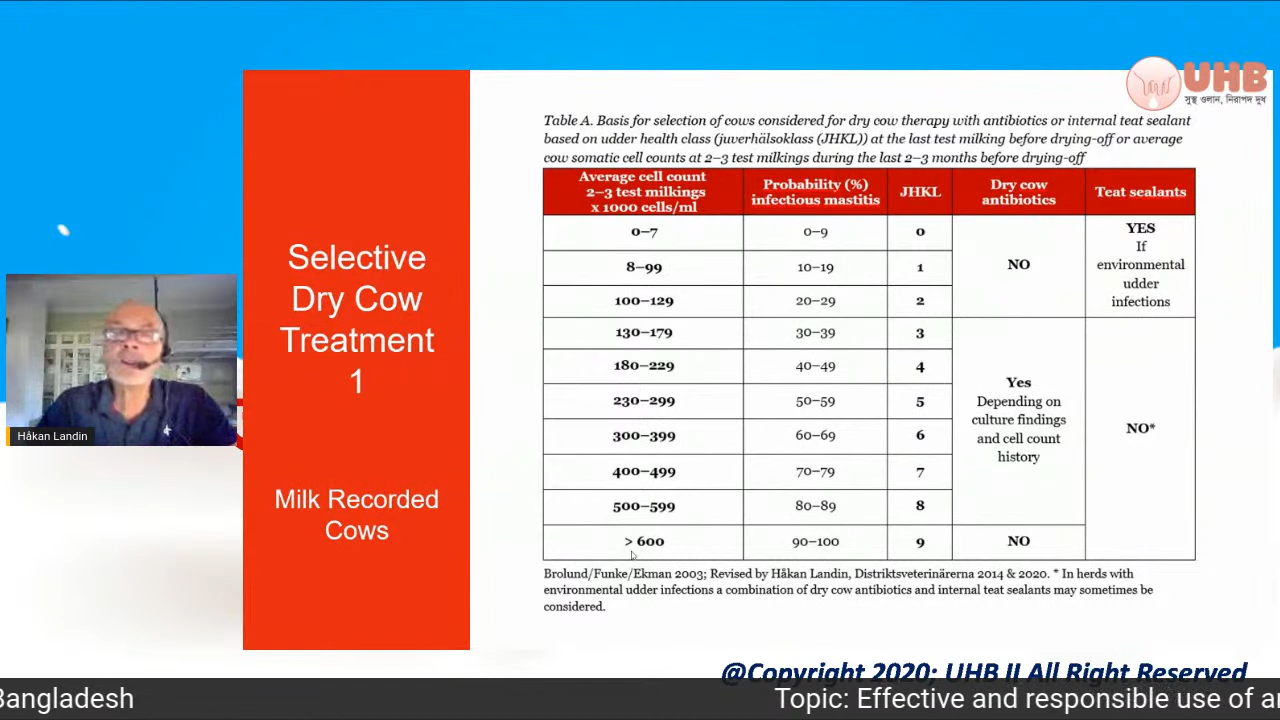 UHB
সুস্থ ওলান, নিরাপদ দুধ
Selective
Dry Cow
Treatment
1
Milk Recorded
Cows
Håkan Landin
Table A. Basis for selection of cows considered for dry cow therapy with antibiotics or internal teat sealant
based on udder health class (juverhälsoklass (JHKL)) at the last test milking before drying-off or average
cow somatic cell counts at 2–3 test milkings during the last 2–3 months before drying-off
Average cell count
2–3 test milkings
x 1000 cells/ml
Probability (%)
infectious mastitis
JHKL
Dry cow
antibiotics
Teat sealants
0–7
0–9
0
8–99
10–19
1
100–129
20–29
2
NO
YES
If
environmental
udder
infections
130–179
30–39
3
180–229
40–49
4
230–299
50–59
5
300–399
60–69
6
400–499
70–79
7
500–599
80–89
8
Yes
Depending on
culture findings
and cell count
history
NO*
> 600
90–100
9
NO
Brolund/Funke/Ekman 2003; Revised by Håkan Landin, Distriktsveterinärerna 2014 & 2020. * In herds with
environmental udder infections a combination of dry cow antibiotics and internal teat sealants may sometimes be
considered.
@Copyright 2020; UHB II All Right Reserved
Bangladesh
Topic: Effective and responsible use of